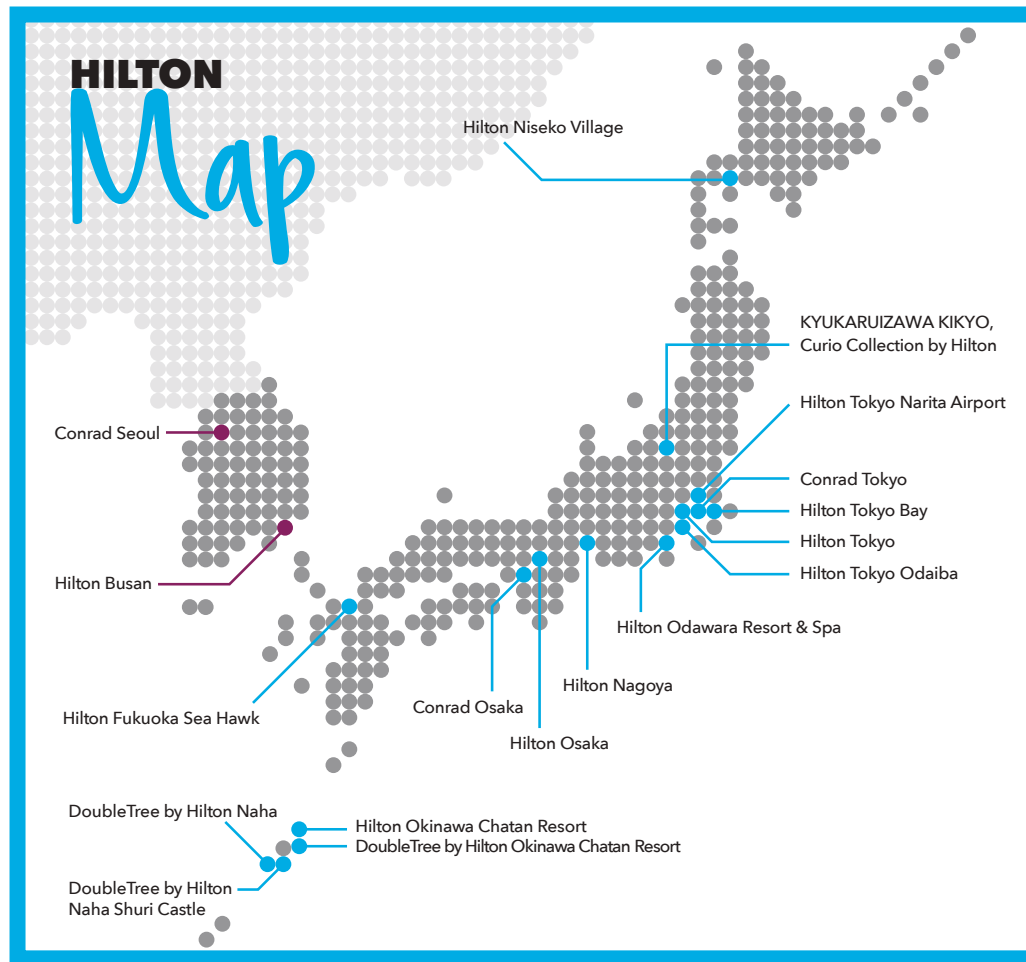 HILTON
Map
Hilton Niseko Village
KYUKARUIZAWA KIKYO,
Curio Collection by Hilton
Hilton Tokyo Narita Airport
Conrad Seoul
Conrad Tokyo
Hilton Tokyo Bay
Hilton Tokyo
Hilton Tokyo Odaiba
Hilton Busan
Hilton Odawara Resort & Spa
Hilton Nagoya
Conrad Osaka
Hilton Fukuoka Sea Hawk
Hilton Osaka
DoubleTree by Hilton Naha
Hilton Okinawa Chatan Resort
DoubleTree by Hilton Okinawa Chatan Resort
DoubleTree by Hilton
Naha Shuri Castle